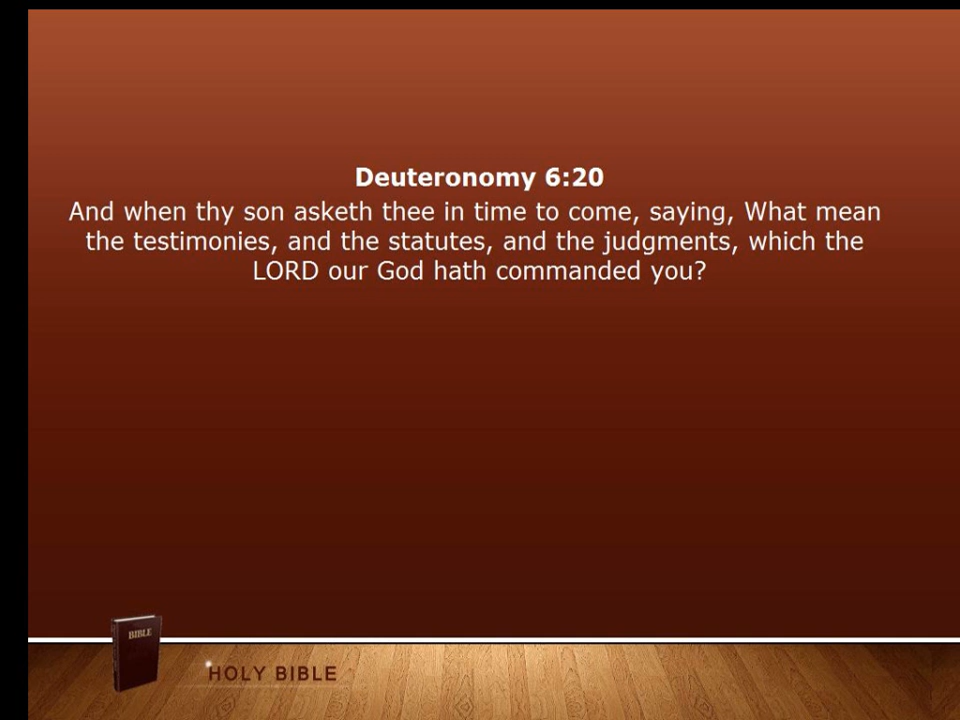 Deuteronomy 6:20
And when thy son asketh thee in time to come, saying, What mean
the testimonies, and the statutes, and the judgments, which the
LORD our God hath commanded you?
BIBLE
HOLY BIBLE